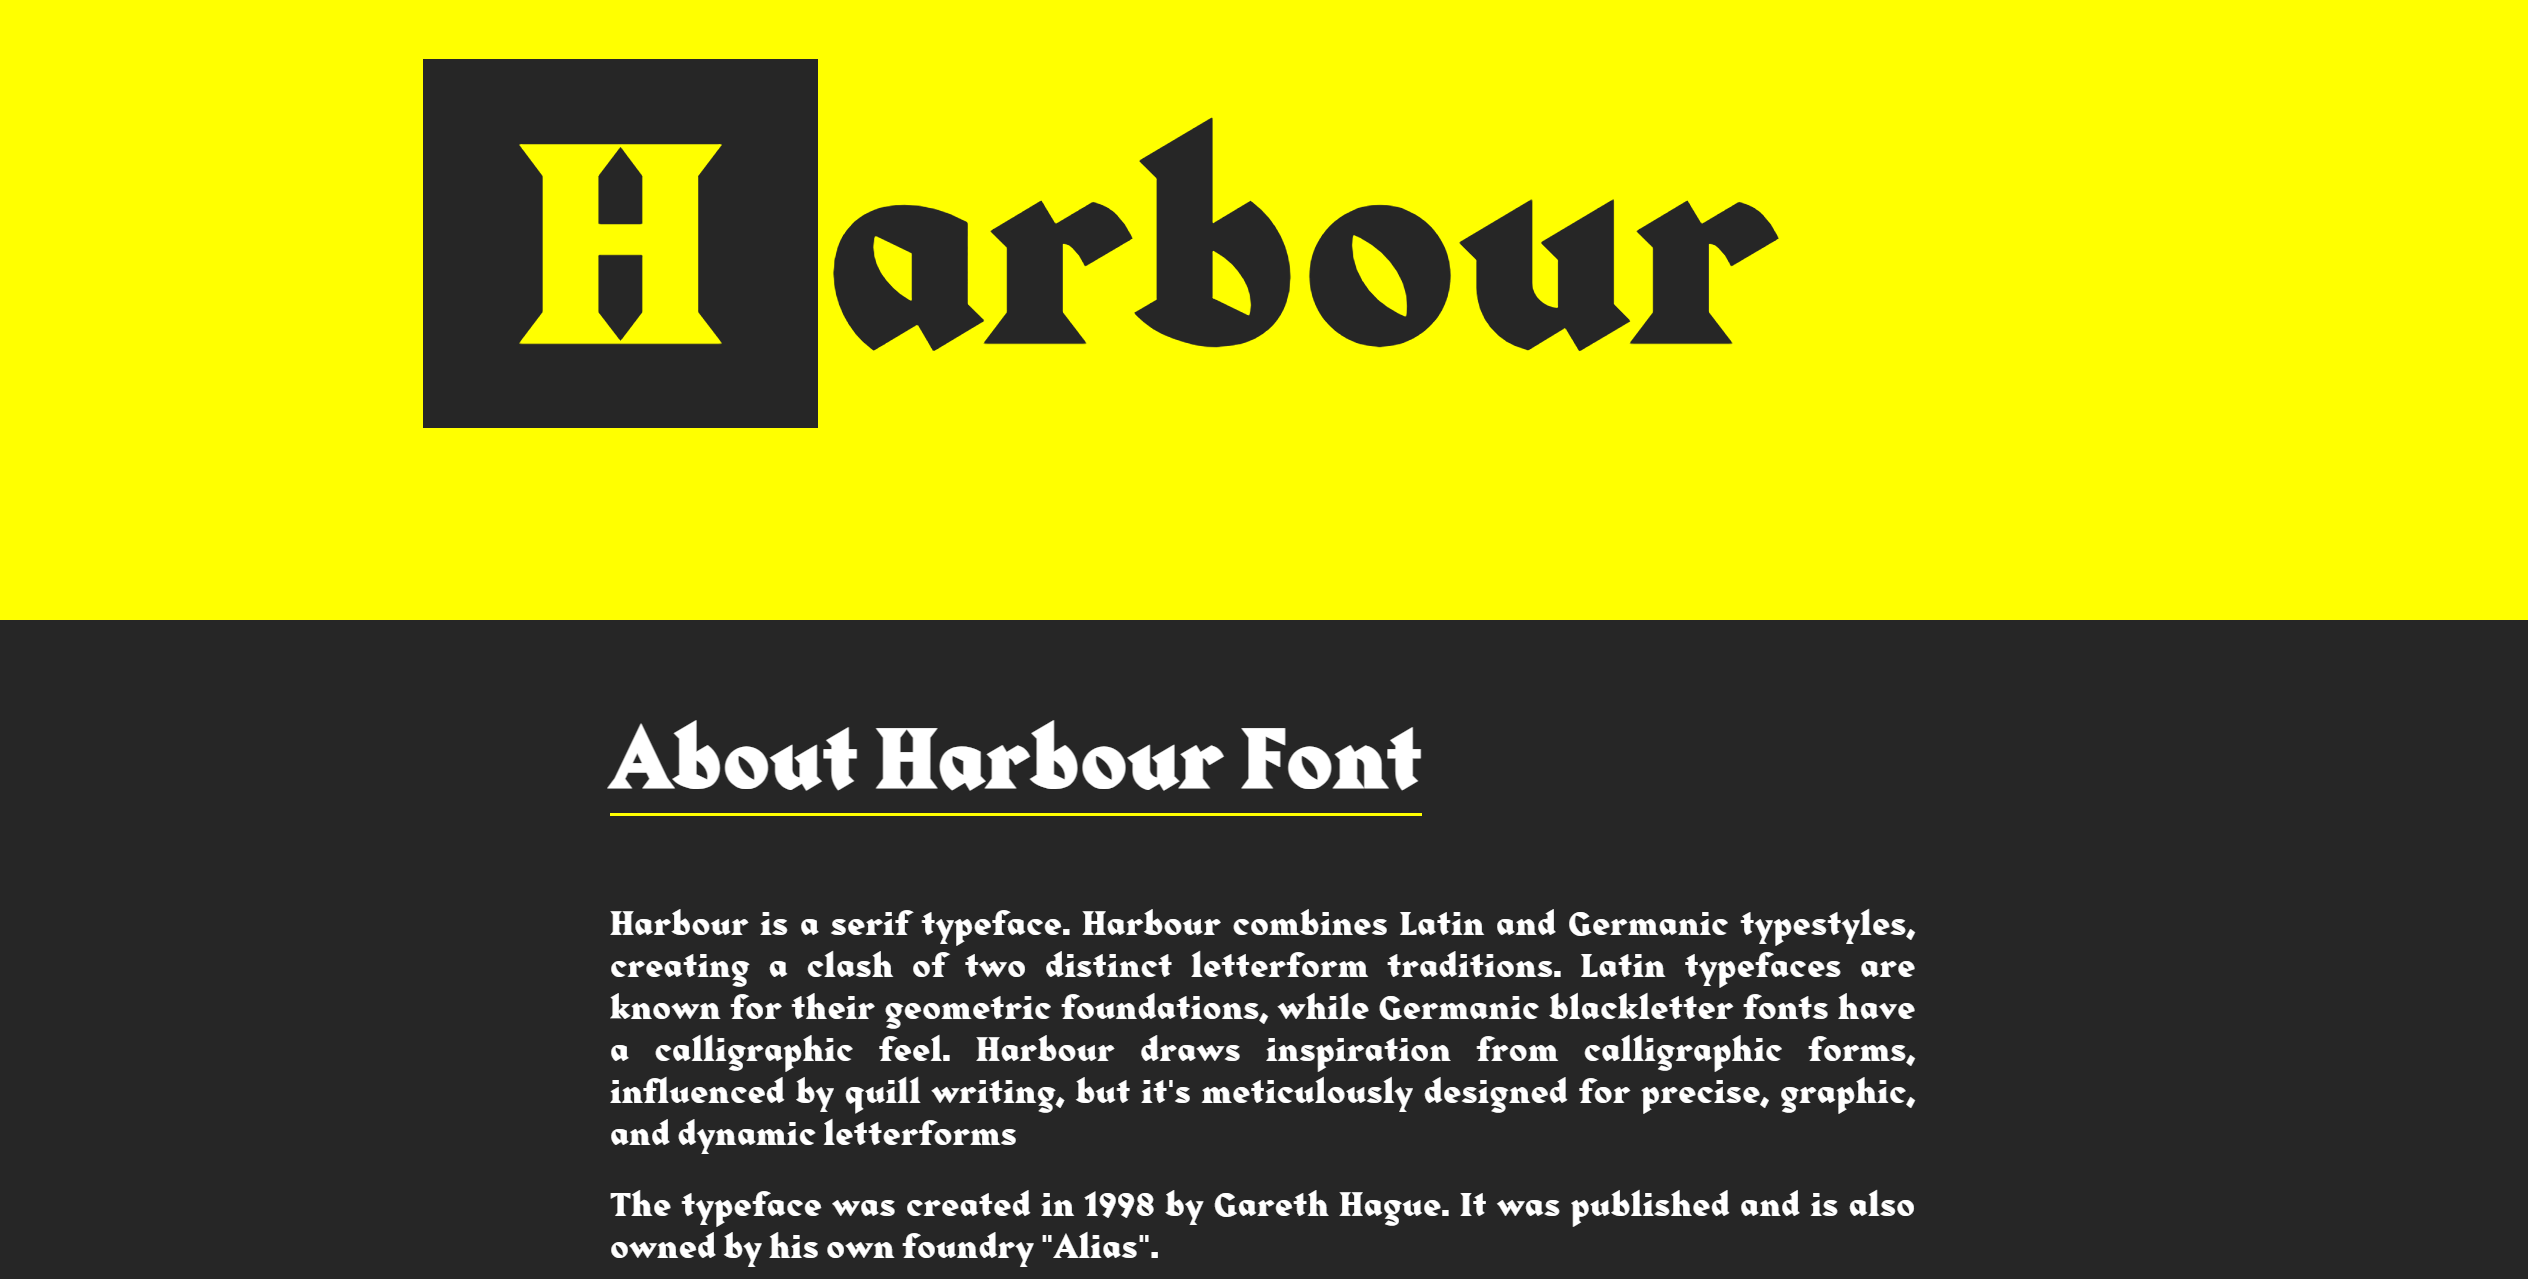 Harbour
About Harbour Font
Harbour is a serif typeface. Harbour combines Latin and Germanic typestyles,
creating a clash of two distinct letterform traditions. Latin typefaces are
known for their geometric foundations, while Germanic blackletter fonts have
a calligraphic feel. Harbour draws inspiration from calligraphic forms,
influenced by quill writing, but it's meticulously designed for precise, graphic,
and dynamic letterforms
The typeface was created in 1998 by Gareth Hague. It was published and is also
owned by his own foundry "Alias".